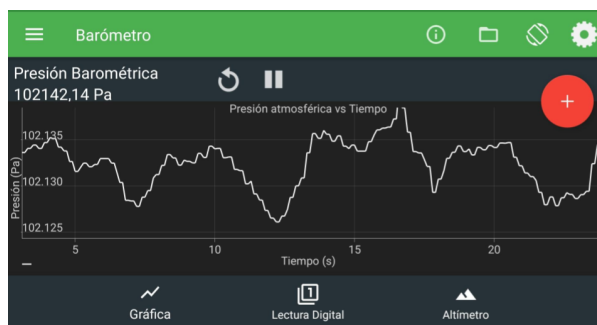 Barómetro
Presión Barométrica
102142,14 Pa
Presión atmosférica vs Tiempo
Presión (Pa)
102.135
102.130
102.125
5 10 15 20
Tiempo (s)
1
Gráfica Lectura Digital Altímetro